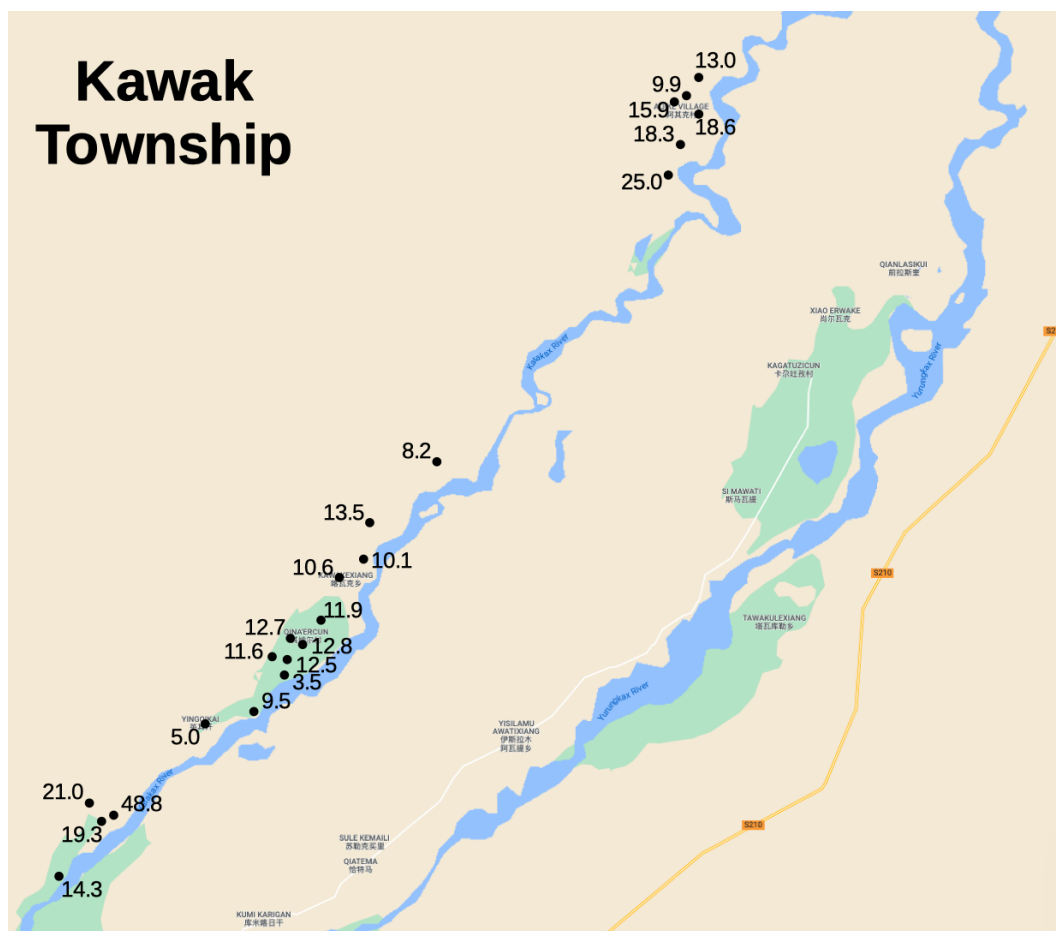 Kawak
Township
13.0
9.9
15.9
VILLAGE
18.6
18.3
25.0
QIANLASIKUI
前拉斯奎
XIAO ERWAKE
肖尔瓦克
S2
Karakax River
Yurungkax River
KAGATUZICUN
卡尕吐孜村
8.2
SI MAWATI
斯马瓦提
13.5
10.1
10.6
喀瓦克乡
S210
11.9
12.7
QINA'ERCUN
12.8
11.6
12.5
3.5
TAWAKULEXIANG
塔瓦库勒乡
9.5
5.0
Yurungkax River
YISILAMU
AWATIXIANG
伊斯拉木
阿瓦提乡
21.0
48.8
19.3
River
S210
SULE KEMAILI
苏勒克买里
QIATEMA
恰特马
14.3
KUMI KARIGAN
库米喀日干